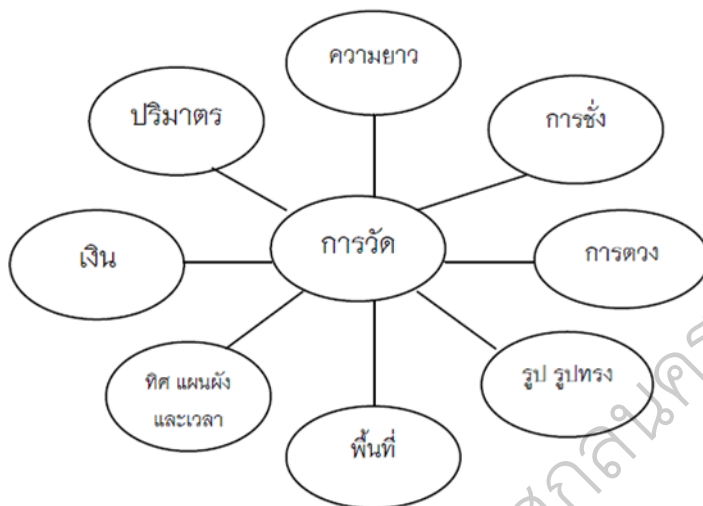 ความยาว
ปริมาตร
การชั่ง
การวัด
เงิน
การตวง
ทิศ แผนผัง
และเวลา
รูป รูปทรง
พื้นที่